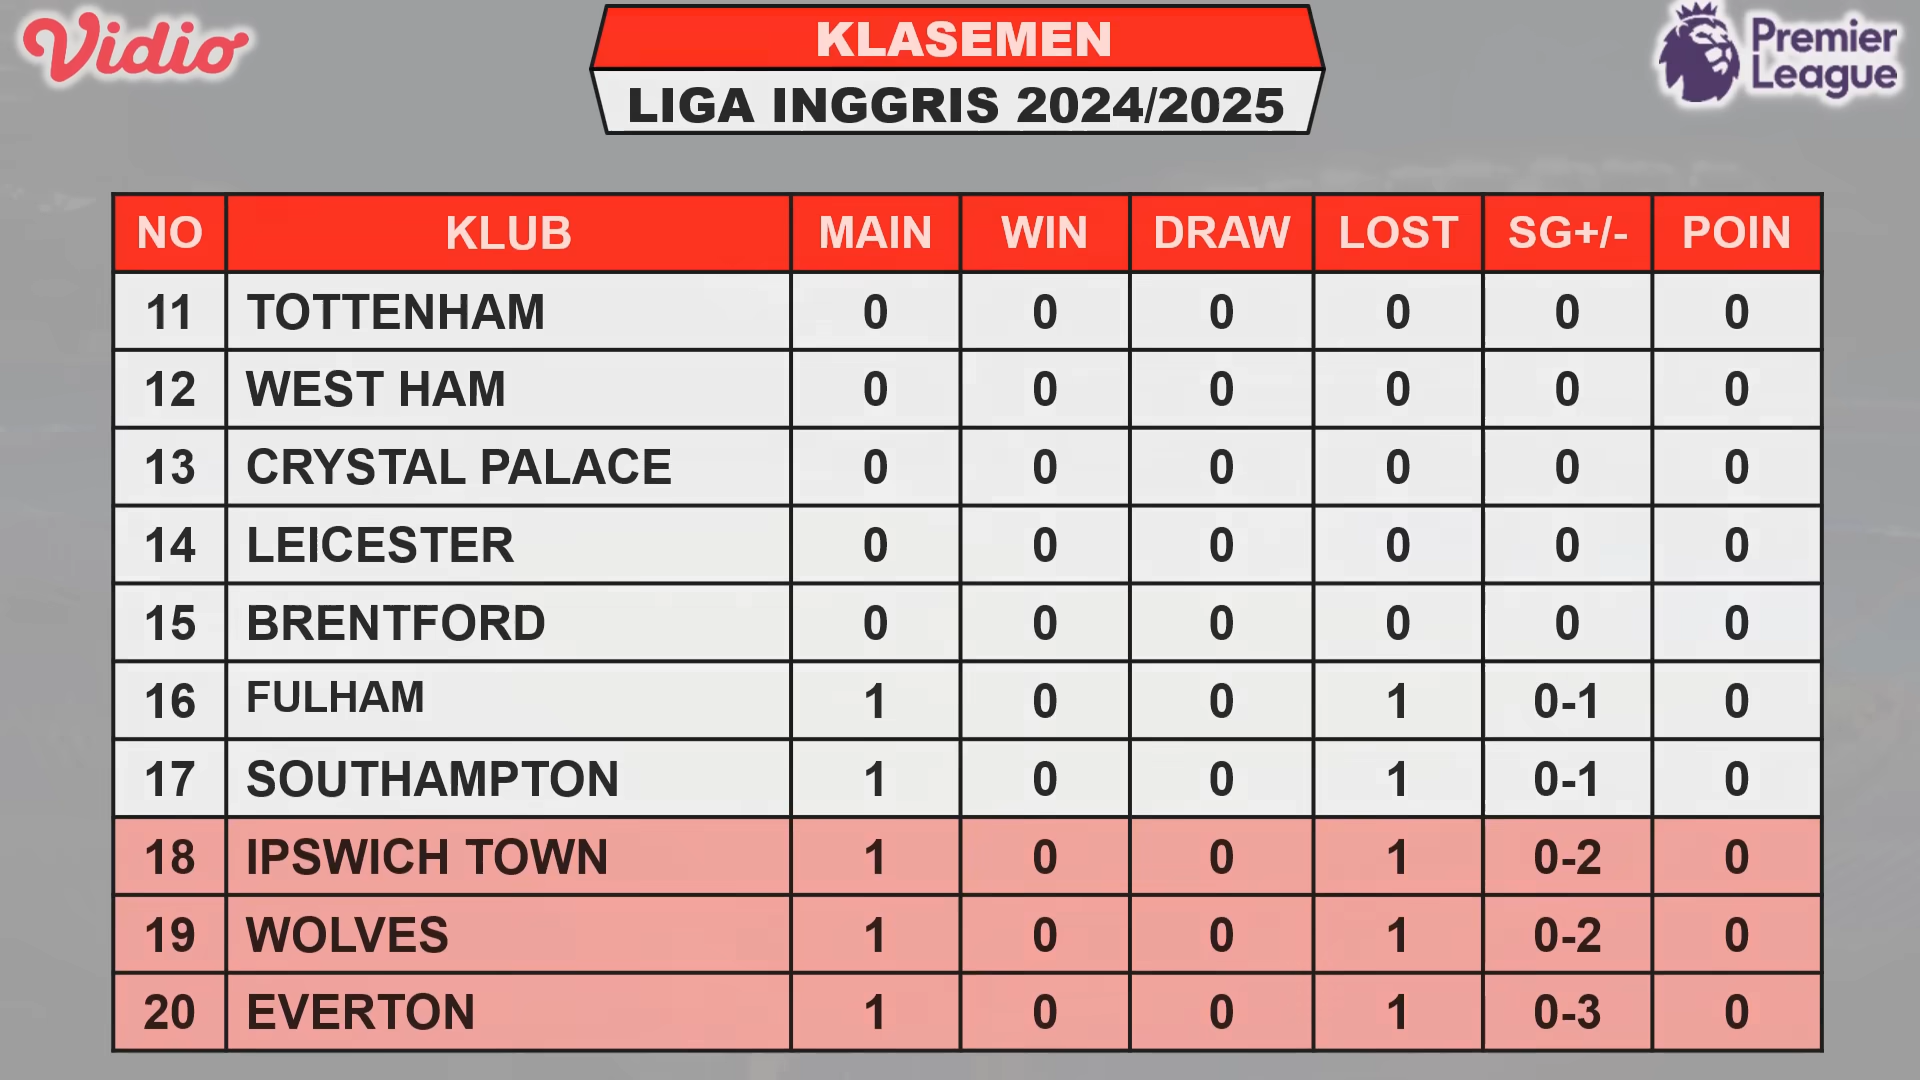 Vidio
KLASEMEN
LIGA INGGRIS 2024/2025
Premier
League
NO KLUB MAIN WIN DRAW LOST SG+/- POIN
11 TOTTENHAM 0 0 0 0 0 0
12 WEST HAM 0 0 0 0 0 0
13 CRYSTAL PALACE 0 0 0 0 0 0
14 LEICESTER 0 0 0 0 0 0
15 BRENTFORD 0 0 0 0 0 0
16 FULHAM 1 0 0 1 0-1 0
17 SOUTHAMPTON 1 0 0 1 0-1 0
18 IPSWICH TOWN 1 0 0 1 0-2 0
19 WOLVES 1 0 0 1 0-2 0
20 EVERTON 1 0 0 1 0-3 0